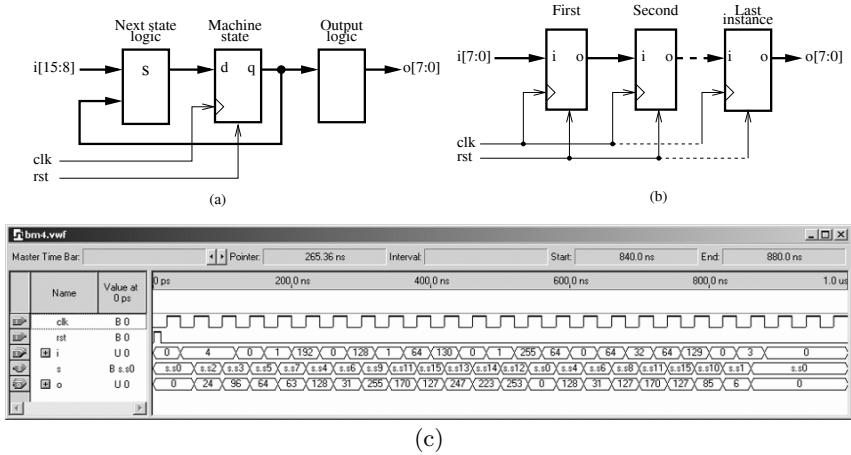 Next state
logic
Machine
state
Output
logic
i[15:8]
s
d q
o[7:0]
clk
rst
(a)
First Second Last
instance
i[7:0]
i o
i o
i o
o[7:0]
clk
rst
(b)
bm4.vwf
Master Time Bar: Pointer: 265.36 ns Interval: Start: 840.0 ns End: 880.0 ns
Name Value at
0 ps
0 ps 200.0 ns 400.0 ns 600.0 ns 800.0 ns 1.0 us
clk B 0
rst B 0
i U 0 0 4 0 1 192 0 128 1 64 130 0 1 255 64 0 64 32 64 129 0 3 0
s B s.s0 s.s0 s.s2 s.s3 s.s5 s.s7 s.s4 s.s6 s.s9 s.s11 s.s15 s.s13 s.s14 s.s12 s.s0 s.s4 s.s6 s.s8 s.s11 s.s15 s.s10 s.s1 s.s0
o U 0 0 24 96 64 63 128 31 255 170 127 247 223 253 0 128 31 127 170 127 85 6 0
(c)